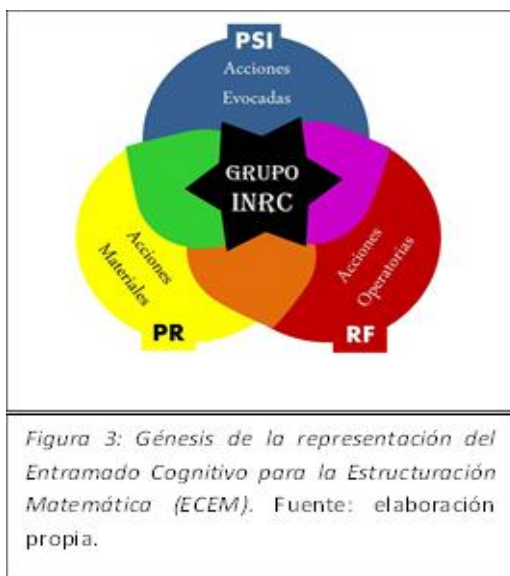 PSI
Acciones
Evocadas
GRUPO
INRC
Acciones
Materiales
Acciones
Operatorias
PR
RF
Figura 3: Génesis de la representación del
Entramado Cognitivo para la Estructuración
Matemática (ECEM). Fuente: elaboración
propia.